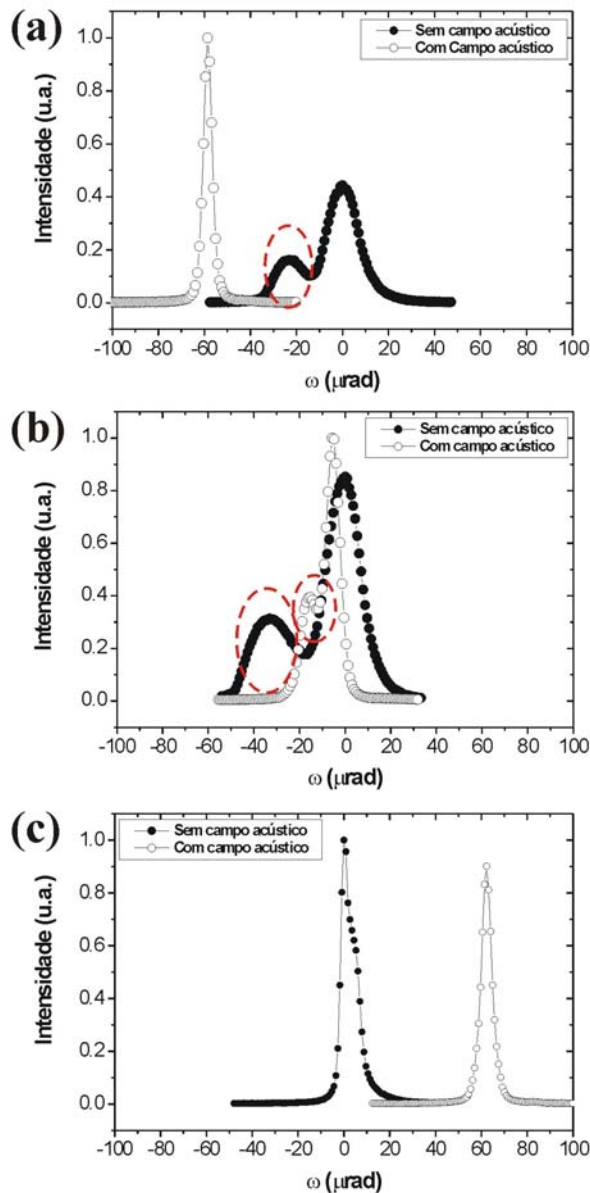 (a)
Sem campo acústico
Com Campo acústico
Intensidade (u.a.)
1.0
0.8
0.6
0.4
0.2
0.0
-100 -80 -60 -40 -20 0 20 40 60 80 100
ω (μrad)
(b)
Sem campo acústico
Com campo acústico
Intensidade (u.a.)
1.0
0.8
0.6
0.4
0.2
0.0
-100 -80 -60 -40 -20 0 20 40 60 80 100
ω (μrad)
(c)
Sem campo acústico
Com campo acústico
Intensidade (u.a.)
1.0
0.8
0.6
0.4
0.2
0.0
-100 -80 -60 -40 -20 0 20 40 60 80 100
ω (μrad)